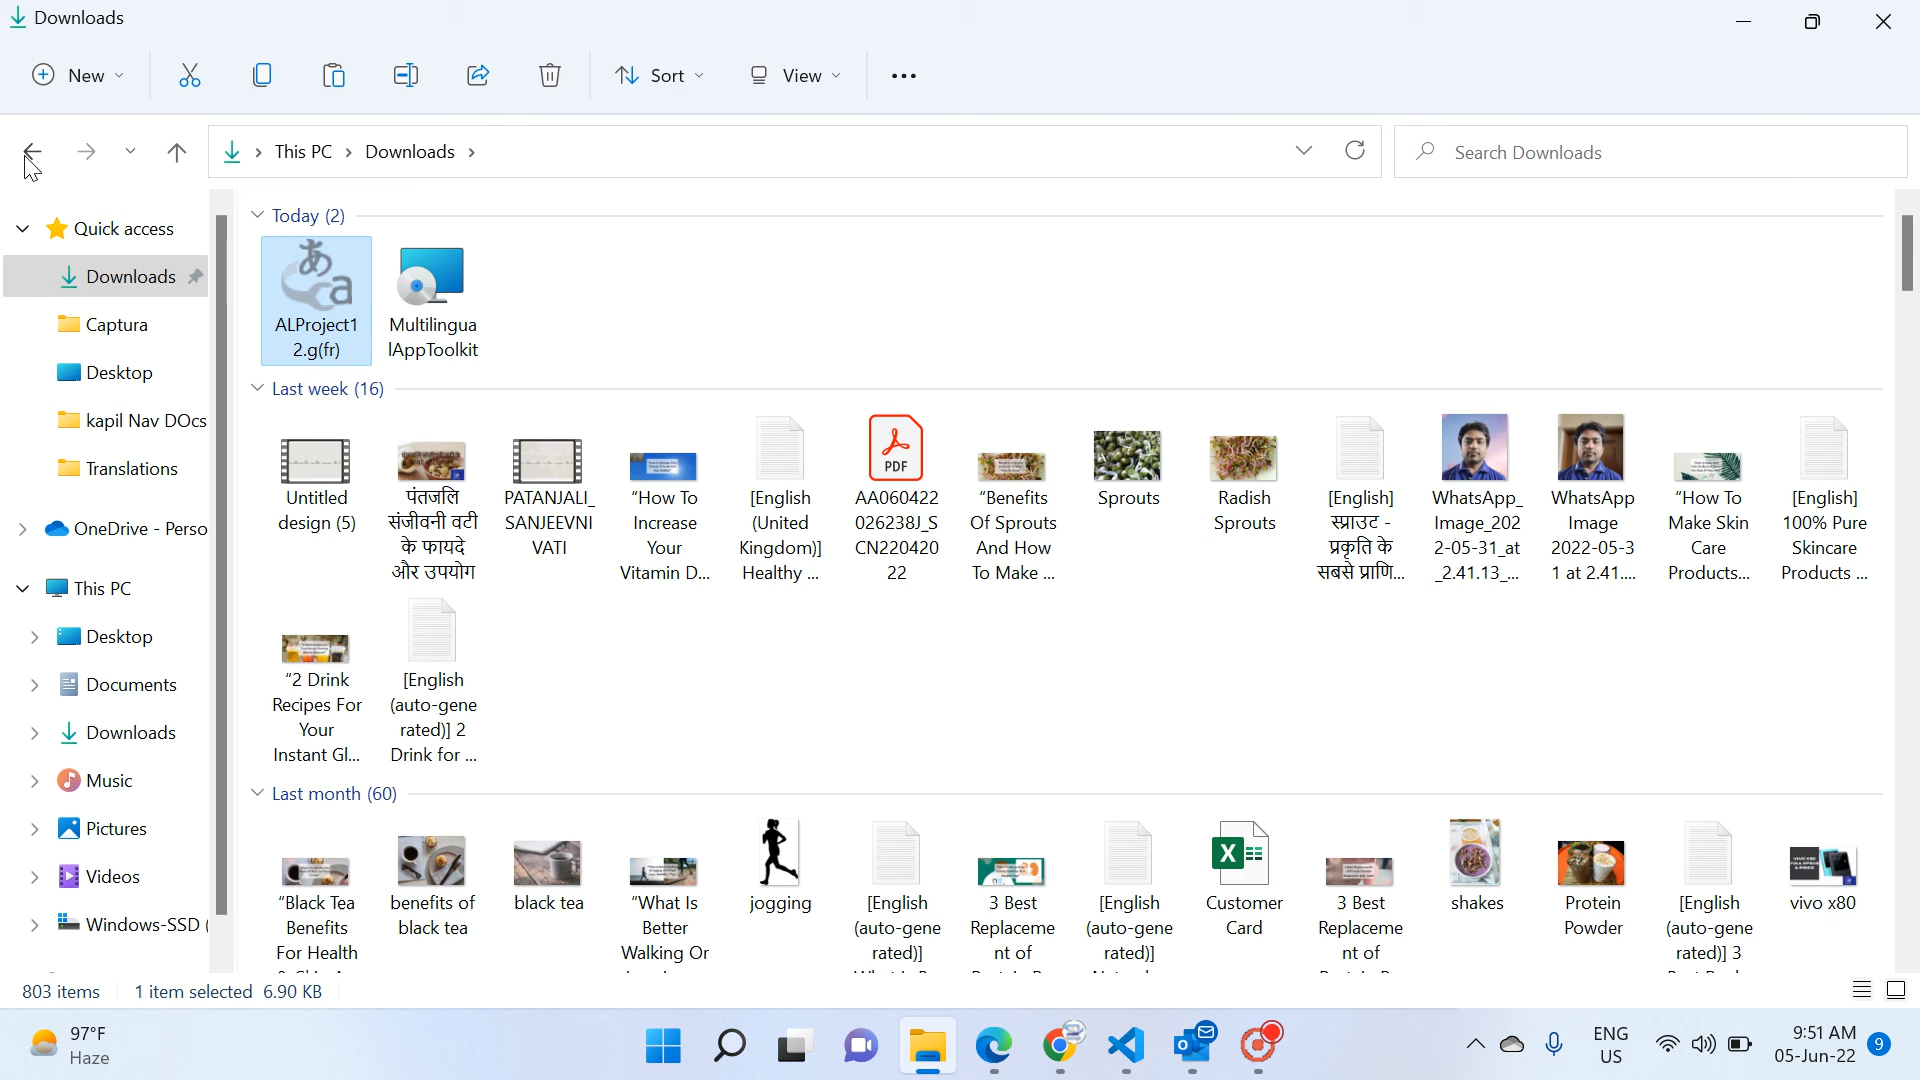 Downloads
New
Sort
View
This PC
Downloads
Search Downloads
Quick access
Downloads
Captura
Desktop
kapil Nav DOcs
Translations
OneDrive - Perso
This PC
Desktop
Documents
Downloads
Music
Pictures
Videos
Windows-SSD (
Today (2)
ALProject1
2.g(fr)
Multilingua
lAppToolkit
Last week (16)
Untitled
design (5)
पंतजलि
संजीवनी वटी
के फायदे
और उपयोग
PATANJALI_
SANJEEVNI
VATI
"How To
Increase
Your
Vitamin D...
[English
(United
Kingdom)]
Healthy ...
PDF
AA060422
026238J_S
CN220420
22
"Benefits
Of Sprouts
And How
To Make ...
Sprouts
Radish
Sprouts
[English]
स्प्राउट -
प्रकृति के
सबसे प्राणि...
WhatsApp_
Image_202
2-05-31_at
_2.41.13_...
WhatsApp
Image
2022-05-3
1 at 2.41....
"How To
Make Skin
Care
Products...
[English]
100% Pure
Skincare
Products ...
"2 Drink
Recipes For
Your
Instant Gl...
[English
(auto-gene
rated)] 2
Drink for ...
Last month (60)
"Black Tea
Benefits
For Health
benefits of
black tea
black tea
"What Is
Better
Walking Or
jogging
[English
(auto-gene
rated)]
3 Best
Replaceme
nt of
[English
(auto-gene
rated)]
Customer
Card
3 Best
Replaceme
nt of
shakes
Protein
Powder
[English
(auto-gene
rated)] 3
vivo x80
803 items
1 item selected 6.90 KB
97°F
Haze
ENG
US
9:51 AM
05-Jun-22
9